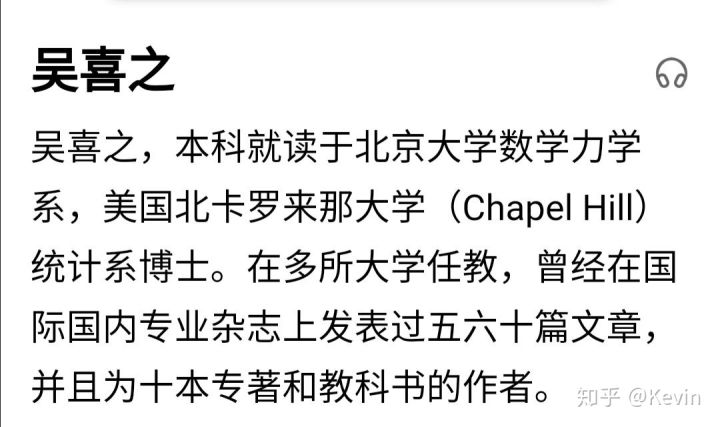 吴喜之
吴喜之，本科就读于北京大学数学力学
系，美国北卡罗来那大学（Chapel Hill）
统计系博士。在多所大学任教，曾经在国
际国内专业杂志上发表过五六十篇文章，
并且为十本专著和教科书的作者。
知乎 @Kevin